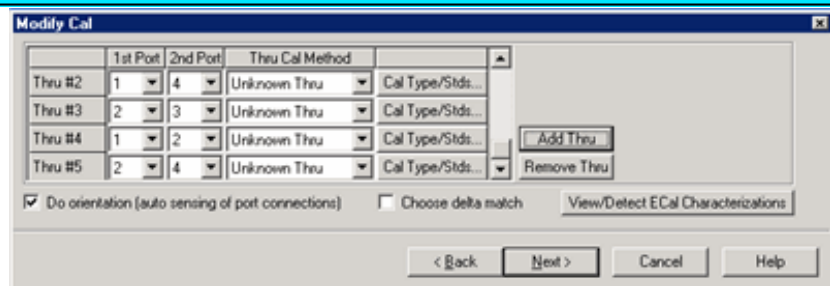 Modify Cal
1st Port 2nd Port Thru Cal Method
Thru #2 1 4 Unknown Thru Cal Type/Stds...
Thru #3 2 3 Unknown Thru Cal Type/Stds...
Thru #4 1 2 Unknown Thru Cal Type/Stds... Add Thru
Thru #5 2 4 Unknown Thru Cal Type/Stds... Remove Thru
Do orientation (auto sensing of port connections) Choose delta match View/Detect ECal Characterizations
< Back Next > Cancel Help